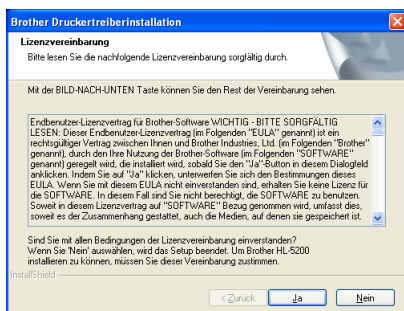 Brother Druckertreiberinstallation
Lizenzvereinbarung
Bitte lesen Sie die nachfolgende Lizenzvereinbarung sorgfältig durch.
Mit der BILD-NACH-UNTEN Taste können Sie den Rest der Vereinbarung sehen.
Endbenutzer-Lizenzvertrag für Brother-Software WICHTIG - BITTE SORGFÄLTIG
LESEN: Dieser Endbenutzer-Lizenzvertrag (im Folgenden "EULA" genannt) ist ein
rechtsgültiger Vertrag zwischen Ihnen und Brother Industries, Ltd. (im Folgenden "Brother"
genannt), durch den Ihre Nutzung der Brother-Software (im Folgenden "SOFTWARE"
genannt) geregelt wird, die installiert wird, sobald Sie den "Ja"-Button in diesem Dialogfeld
anklicken. Indem Sie auf "Ja" klicken, unterwerfen Sie sich den Bestimmungen dieses
EULA. Wenn Sie mit diesem EULA nicht einverstanden sind, erhalten Sie keine Lizenz für
die SOFTWARE. In diesem Fall sind Sie nicht berechtigt, die SOFTWARE zu benutzen.
Soweit in diesem Lizenzvertrag auf "SOFTWARE" Bezug genommen wird, umfasst dies,
soweit es der Zusammenhang gestattet, auch die Medien, auf denen sie gespeichert ist.
Sind Sie mit allen Bedingungen der Lizenzvereinbarung einverstanden?
Wenn Sie 'Nein' auswählen, wird das Setup beendet. Um Brother HL-5200
installieren zu können, müssen Sie dieser Vereinbarung zustimmen.
InstallShield
< Zurück
Ja
Nein